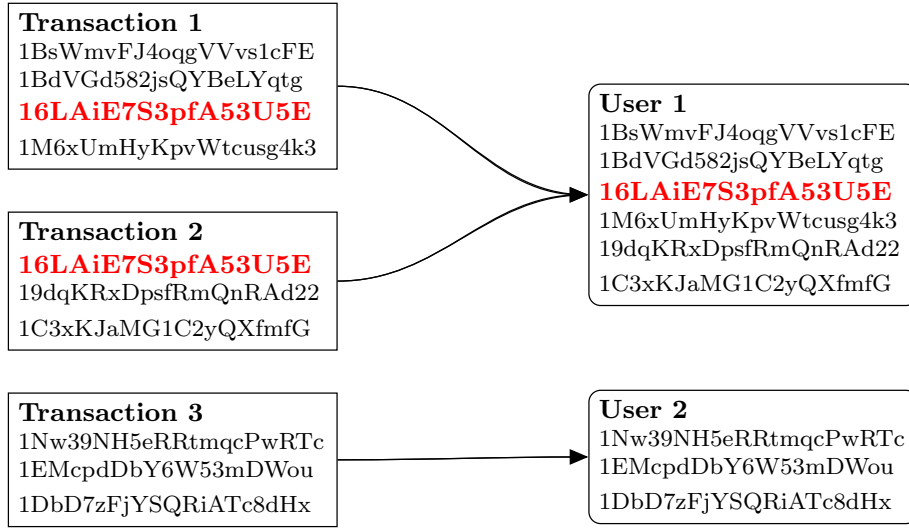 Transaction 1
1BsWmvFJ4oqgVVvs1cFE
1BdVGd582jsQYBeLYqtg
16LAiE7S3pfA53U5E
1M6xUmHyKpvWtcusg4k3
Transaction 2
16LAiE7S3pfA53U5E
19dqKRxDpsfRmQnRAd22
1C3xKJaMG1C2yQXfmfG
Transaction 3
1Nw39NH5eRRtmqcPwRTc
1EMcpdDbY6W53mDWou
1DbD7zFjYSQRiATc8dHx
User 1
1BsWmvFJ4oqgVVvs1cFE
1BdVGd582jsQYBeLYqtg
16LAiE7S3pfA53U5E
1M6xUmHyKpvWtcusg4k3
19dqKRxDpsfRmQnRAd22
1C3xKJaMG1C2yQXfmfG
User 2
1Nw39NH5eRRtmqcPwRTc
1EMcpdDbY6W53mDWou
1DbD7zFjYSQRiATc8dHx